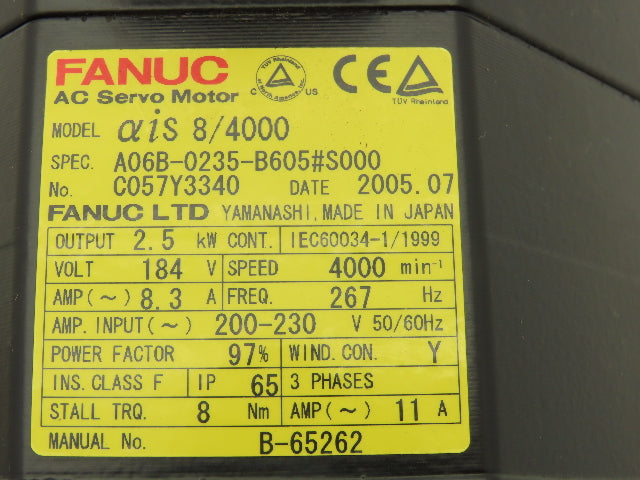 FANUC
AC Servo Motor
C US
CE
TÜV Rheinland
MODEL αiS 8/4000
SPEC. A06B-0235-B605#S000
No. C057Y3340 DATE 2005.07
FANUC LTD YAMANASHI, MADE IN JAPAN
OUTPUT 2.5 kW CONT. IEC60034-1/1999
VOLT 184 V SPEED 4000 min⁻¹
AMP(~) 8.3 A FREQ. 267 Hz
AMP. INPUT(~) 200-230 V 50/60Hz
POWER FACTOR 97% WIND. CON. Y
INS. CLASS F IP 65 3 PHASES
STALL TRQ. 8 Nm AMP(~) 11 A
MANUAL No. B-65262